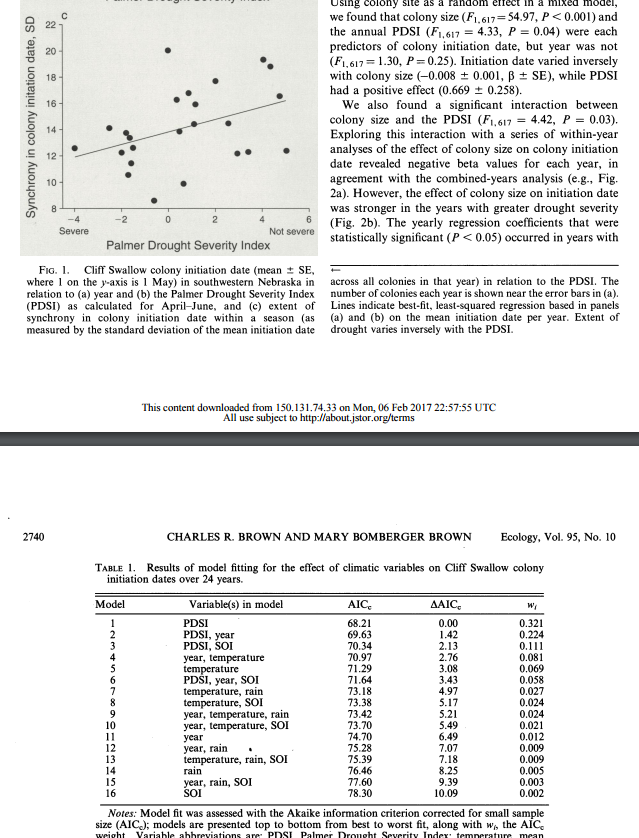 c
22
20
18
16
14
12
10
8
Synchrony in colony initation date, SD
−4
−2
0
2
4
6
Severe
Not severe
Palmer Drought Severity Index
FIG. 1. Cliff Swallow colony initiation date (mean ± SE,
where 1 on the y-axis is 1 May) in southwestern Nebraska in
relation to (a) year and (b) the Palmer Drought Severity Index
(PDSI) as calculated for April–June, and (c) extent of
synchrony in colony initiation date within a season (as
measured by the standard deviation of the mean initiation date
Using colony site as a random effect in a mixed model,
we found that colony size (F1,617 = 54.97, P < 0.001) and
the annual PDSI (F1,617 = 4.33, P = 0.04) were each
predictors of colony initiation date, but year was not
(F1,617 = 1.30, P = 0.25). Initiation date varied inversely
with colony size (−0.008 ± 0.001, β ± SE), while PDSI
had a positive effect (0.669 ± 0.258).
We also found a significant interaction between
colony size and the PDSI (F1,617 = 4.42, P = 0.03).
Exploring this interaction with a series of within-year
analyses of the effect of colony size on colony initiation
date revealed negative beta values for each year, in
agreement with the combined-years analysis (e.g., Fig.
2a). However, the effect of colony size on initiation date
was stronger in the years with greater drought severity
(Fig. 2b). The yearly regression coefficients that were
statistically significant (P < 0.05) occurred in years with
←
across all colonies in that year) in relation to the PDSI. The
number of colonies each year is shown near the error bars in (a).
Lines indicate best-fit, least-squared regression based in panels
(a) and (b) on the mean initiation date per year. Extent of
drought varies inversely with the PDSI.
This content downloaded from 150.131.74.33 on Mon, 06 Feb 2017 22:57:55 UTC
All use subject to http://about.jstor.org/terms
2740 CHARLES R. BROWN AND MARY BOMBERGER BROWN Ecology, Vol. 95, No. 10
TABLE 1. Results of model fitting for the effect of climatic variables on Cliff Swallow colony
initiation dates over 24 years.
Model Variable(s) in model AICc ΔAICc wi
1 PDSI 68.21 0.00 0.321
2 PDSI, year 69.63 1.42 0.224
3 PDSI, SOI 70.34 2.13 0.111
4 year, temperature 70.97 2.76 0.081
5 temperature 71.29 3.08 0.069
6 PDSI, year, SOI 71.64 3.43 0.058
7 temperature, rain 73.18 4.97 0.027
8 temperature, SOI 73.38 5.17 0.024
9 year, temperature, rain 73.42 5.21 0.024
10 year, temperature, SOI 73.70 5.49 0.021
11 year 74.70 6.49 0.012
12 year, rain 75.28 7.07 0.009
13 temperature, rain, SOI 75.39 7.18 0.009
14 rain 76.46 8.25 0.005
15 year, rain, SOI 77.60 9.39 0.003
16 SOI 78.30 10.09 0.002
Notes: Model fit was assessed with the Akaike information criterion corrected for small sample
size (AICc); models are presented top to bottom from best to worst fit, along with wi, the AICc
weight. Variable abbreviations are: PDSI, Palmer Drought Severity Index; temperature, mean